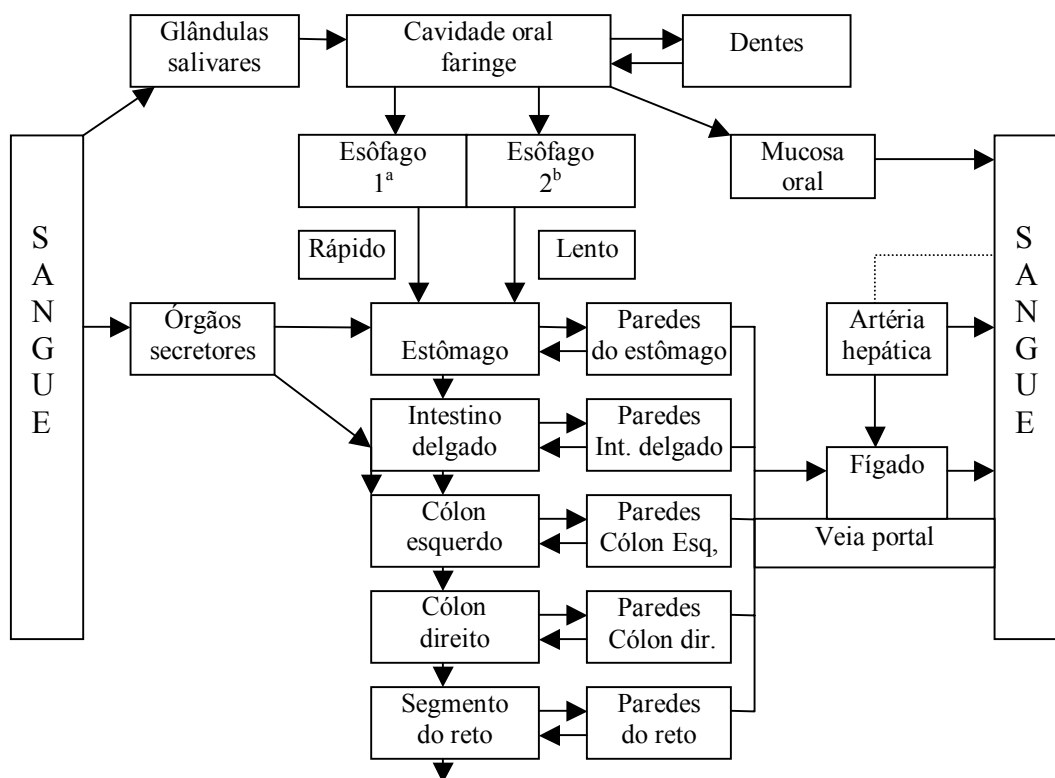 Glândulas
salivares
Cavidade oral
faringe
Dentes
Esôfago
1ª
Esôfago
2ᵇ
Mucosa
oral
SANGUE
Rápido
Lento
SANGUE
Órgãos
secretores
Estômago
Paredes
do estômago
Artéria
hepática
Intestino
delgado
Paredes
Int. delgado
Fígado
Cólon
esquerdo
Paredes
Cólon Esq,
Veia portal
Cólon
direito
Paredes
Cólon dir.
Segmento
do reto
Paredes
do reto